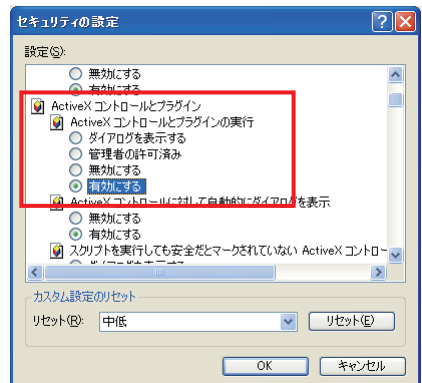 セキュリティの設定
設定(S):
無効にする
有効にする
ActiveX コントロールとプラグイン
ActiveX コントロールとプラグインの実行
ダイアログを表示する
管理者の許可済み
無効にする
有効にする
ActiveX コントロールに対して自動的にダイアログを表示
無効にする
有効にする
スクリプトを実行しても安全だとマークされていない ActiveX コントロー
カスタム設定のリセット
リセット(R): 中低 リセット(E)
OK キャンセル